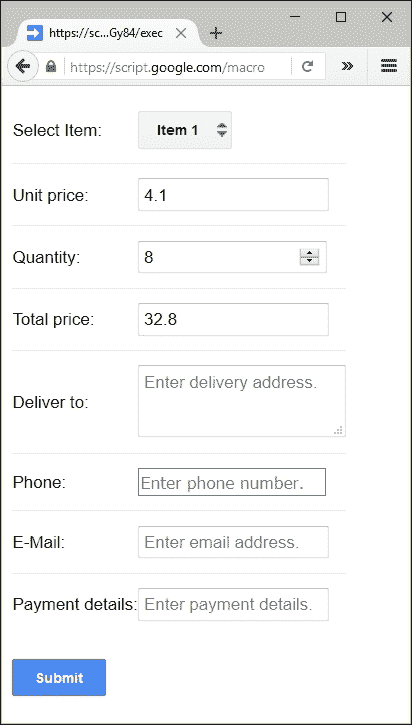 https://sc...Gy84/exec
https://script.google.com/macro
Select Item: Item 1
Unit price: 4.1
Quantity: 8
Total price: 32.8
Deliver to: Enter delivery address.
Phone: Enter phone number.
E-Mail: Enter email address.
Payment details: Enter payment details.
Submit